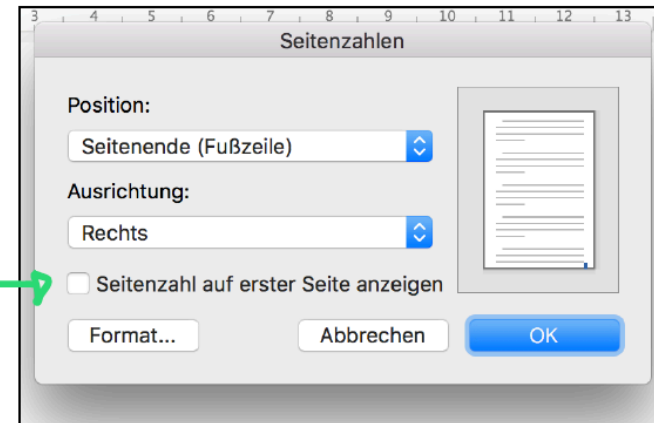 3 4 5 6 7 8 9 10 11 12 13
Seitenzahlen
Position:
Seitenende (Fußzeile)
Ausrichtung:
Rechts
Seitenzahl auf erster Seite anzeigen
Format...
Abbrechen
OK